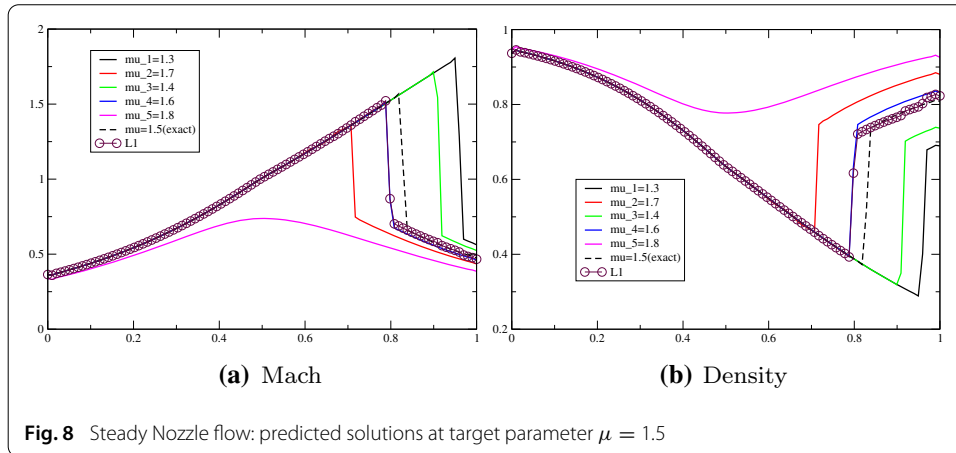 2
1.5
1
0.5
0
0
0.2
0.4
0.6
0.8
1
mu_1=1.3
mu_2=1.7
mu_3=1.4
mu_4=1.6
mu_5=1.8
mu=1.5(exact)
L1
(a) Mach
1
0.8
0.6
0.4
0.2
0
0.2
0.4
0.6
0.8
1
mu_1=1.3
mu_2=1.7
mu_3=1.4
mu_4=1.6
mu_5=1.8
mu=1.5(exact)
L1
(b) Density
Fig. 8 Steady Nozzle flow: predicted solutions at target parameter μ = 1.5